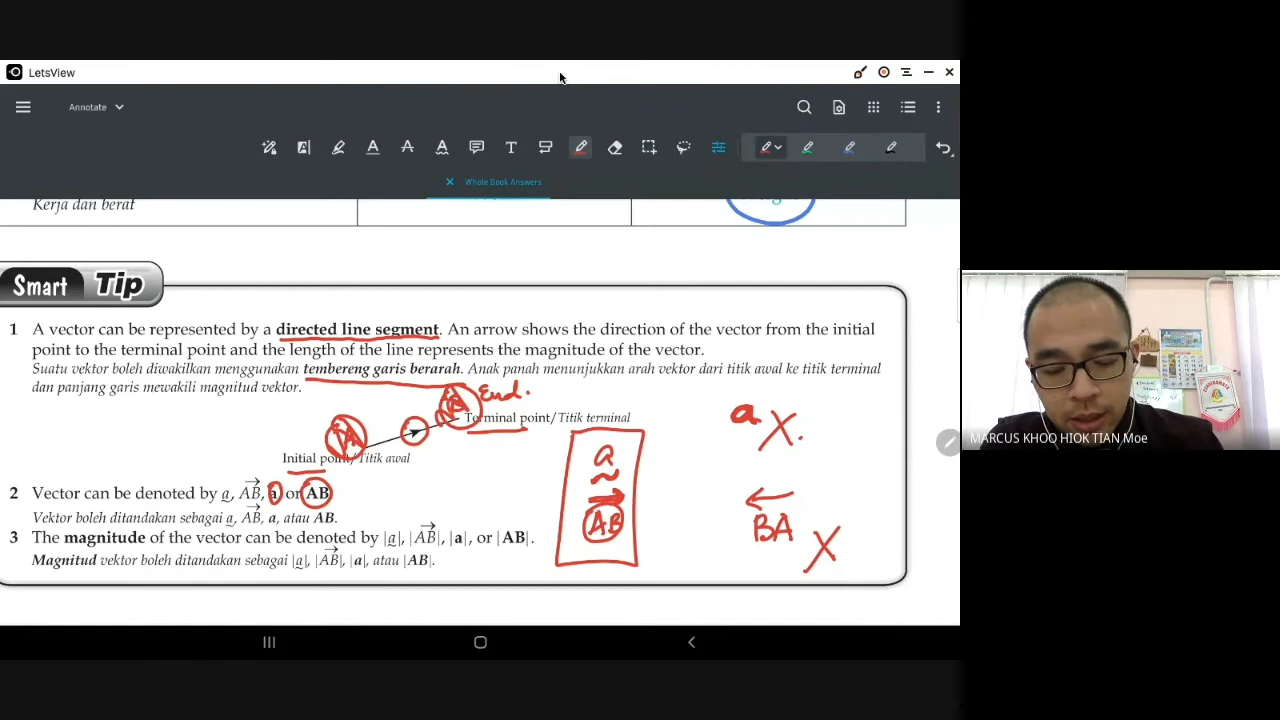 LetsView
Annotate
Whole Book Answers
Kerja dan berat
Smart Tip
1 A vector can be represented by a directed line segment. An arrow shows the direction of the vector from the initial
point to the terminal point and the length of the line represents the magnitude of the vector.
Suatu vektor boleh diwakilkan menggunakan tembereng garis berarah. Anak panah menunjukkan arah vektor dari titik awal ke titik terminal
dan panjang garis mewakili magnitud vektor.
End.
Terminal point/Titik terminal
a X.
Initial point/Titik awal
a
~
2 Vector can be denoted by a̰, A͞B⃗, a or AB
AB
BA
X
Vektor boleh ditandakan sebagai a̰, AB⃗, a, atau AB.
3 The magnitude of the vector can be denoted by |a̰|, |AB⃗|, |a|, or |AB|.
Magnitud vektor boleh ditandakan sebagai |a̰|, |AB⃗|, |a| atau |AB|.
MARCUS KHOO HIOK TIAN Moe